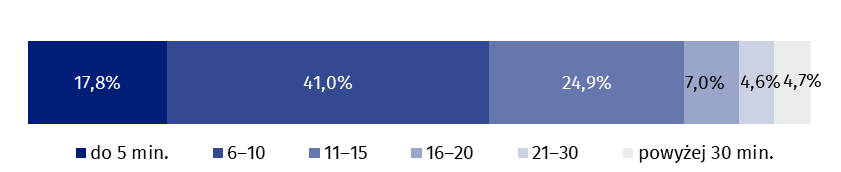 17,8% 41,0% 24,9% 7,0% 4,6% 4,7%
do 5 min. 6–10 11–15 16–20 21–30 powyżej 30 min.